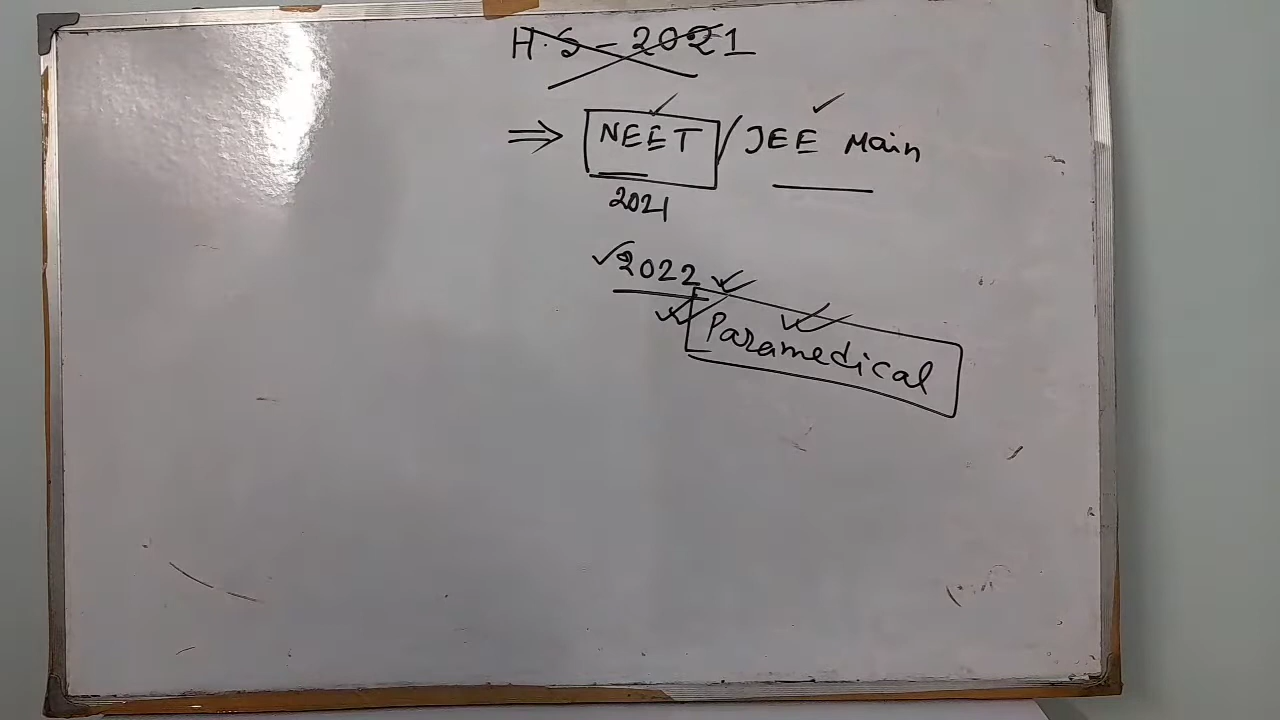 H.S - 2021
⇒ NEET / JEE Main
2021
2022
Paramedical